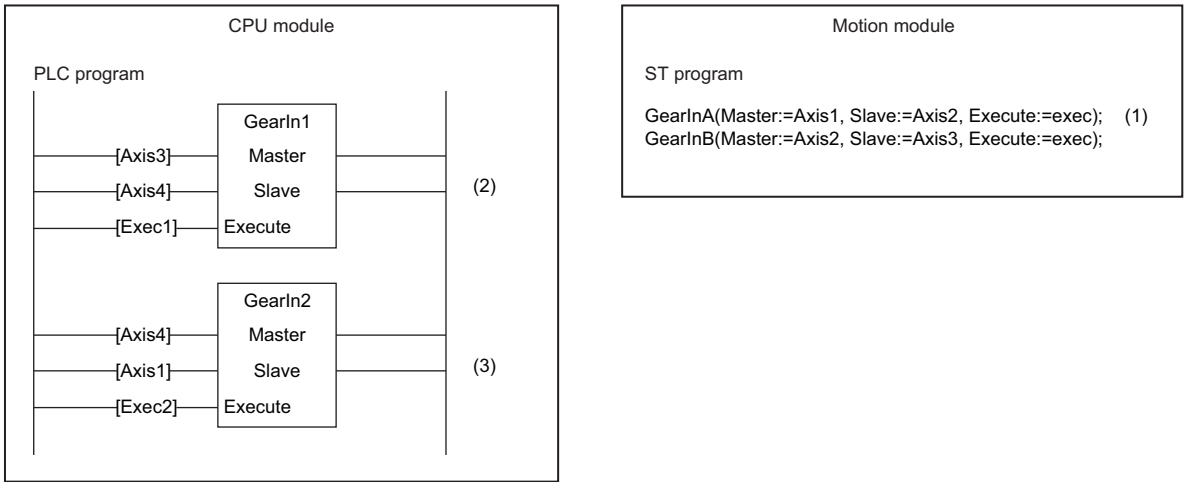 CPU module
PLC program
GearIn1
[Axis3] Master
[Axis4] Slave (2)
[Exec1] Execute
GearIn2
[Axis4] Master
[Axis1] Slave (3)
[Exec2] Execute
Motion module
ST program
GearInA(Master:=Axis1, Slave:=Axis2, Execute:=exec); (1)
GearInB(Master:=Axis2, Slave:=Axis3, Execute:=exec);